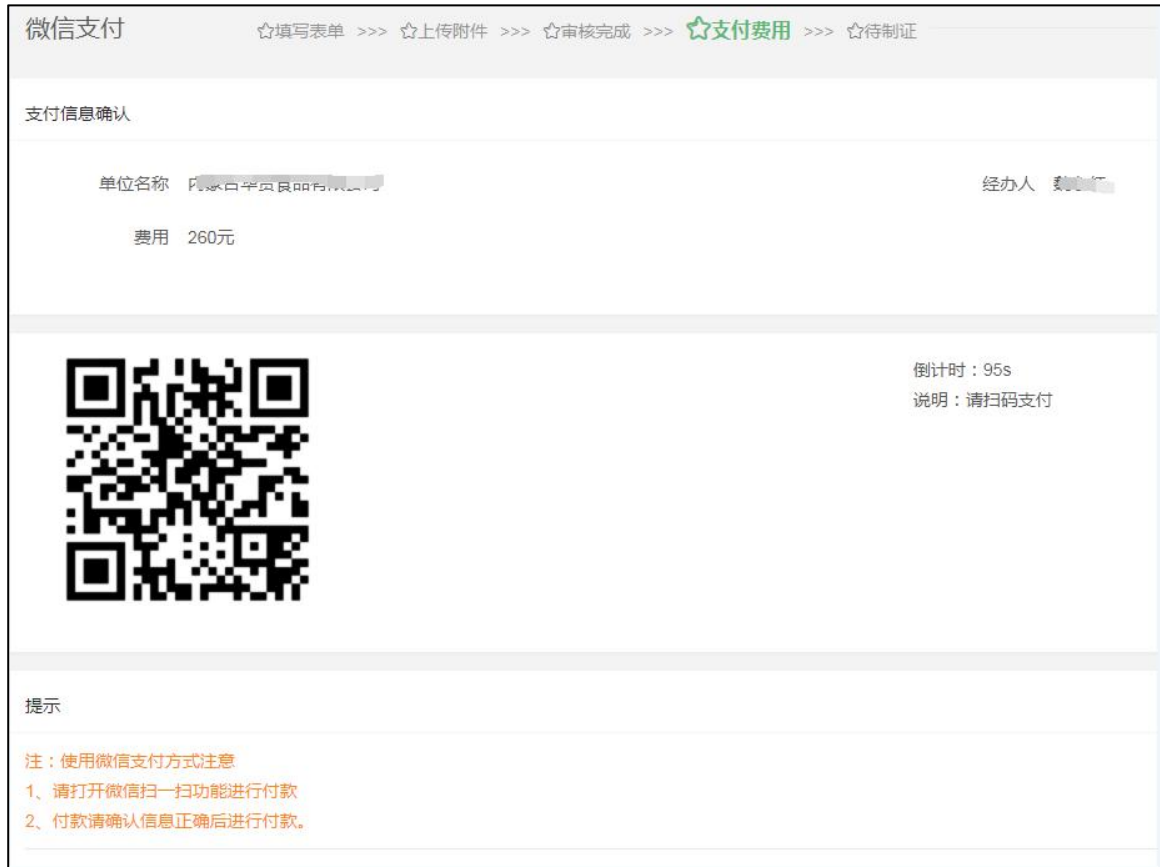 微信支付
☆填写表单 >>> ☆上传附件 >>> ☆审核完成 >>> ☆支付费用 >>> ☆待制证
支付信息确认
单位名称
经办人
费用 260元
倒计时：95s
说明：请扫码支付
提示
注：使用微信支付方式注意
1、请打开微信扫一扫功能进行付款
2、付款请确认信息正确后进行付款。